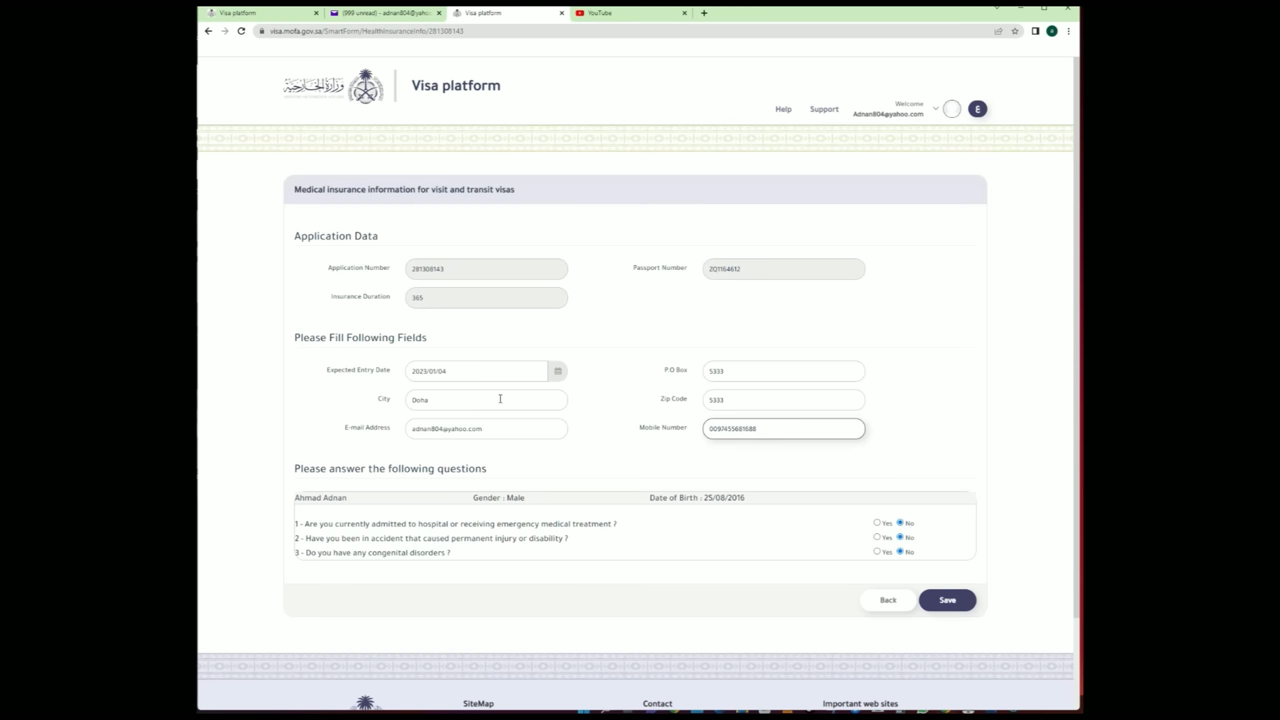 Visa platform
(999 unread) - adnan804@yaho
Visa platform
YouTube
visa.mofa.gov.sa/SmartForm/HealthInsuranceInfo/281308143
وزارة الخارجية
Visa platform
Help
Support
Welcome
Adnan804@yahoo.com
ع
Medical insurance information for visit and transit visas
Application Data
Application Number 281308143 Passport Number ZQ1164612
Insurance Duration 365
Please Fill Following Fields
Expected Entry Date 2023/01/04 P.O Box 5333
City Doha Zip Code 5333
E-mail Address adnan804@yahoo.com Mobile Number 0097455681688
Please answer the following questions
Ahmad Adnan Gender : Male Date of Birth : 25/08/2016
1 - Are you currently admitted to hospital or receiving emergency medical treatment ? Yes No
2 - Have you been in accident that caused permanent injury or disability ? Yes No
3 - Do you have any congenital disorders ? Yes No
Back Save
SiteMap Contact Important web sites